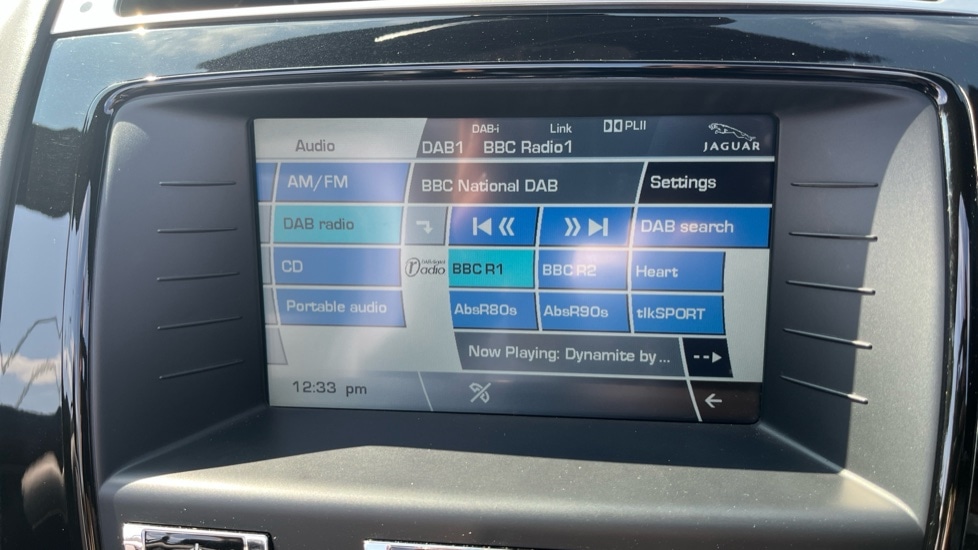 Audio
DAB-i Link PLII
DAB1 BBC Radio1
JAGUAR
AM/FM
BBC National DAB
Settings
DAB radio
DAB search
CD
radio
BBC R1
BBC R2
Heart
Portable audio
AbsR80s
AbsR90s
tlkSPORT
Now Playing: Dynamite by ...
12:33 pm